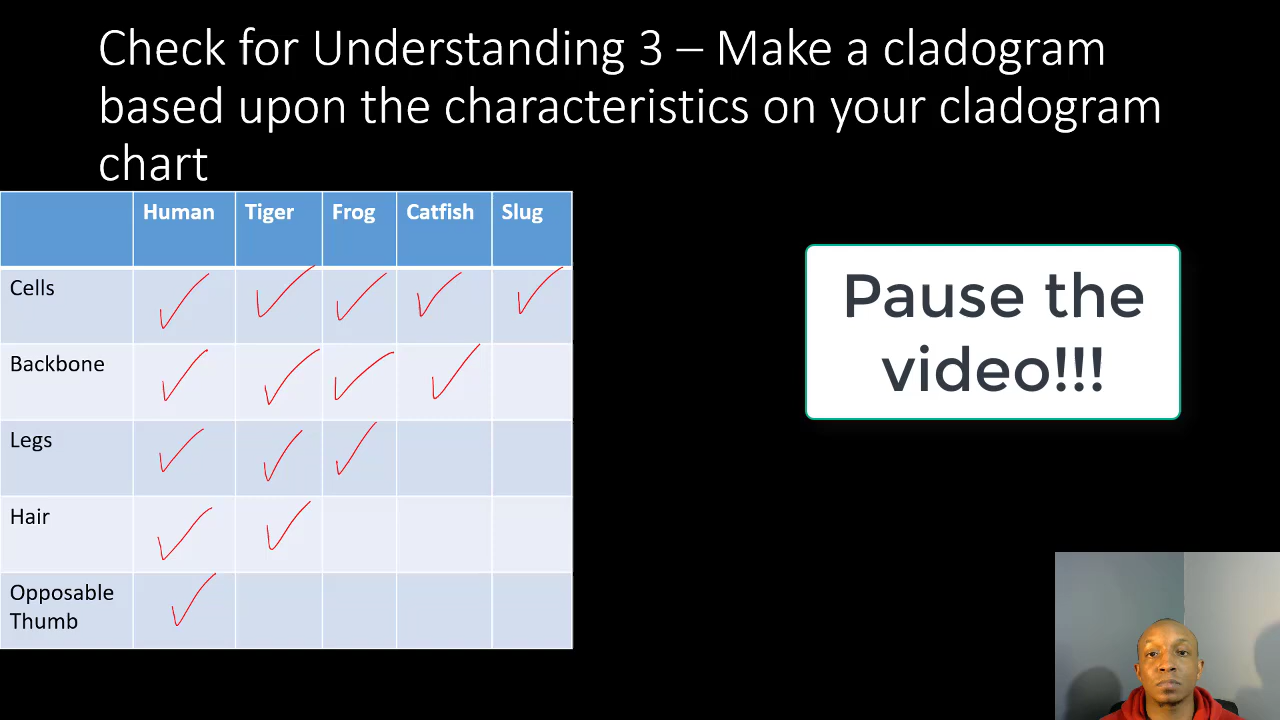 Check for Understanding 3 – Make a cladogram
based upon the characteristics on your cladogram
chart
Human Tiger Frog Catfish Slug
Cells
Backbone
Legs
Hair
Opposable
Thumb
Pause the
video!!!